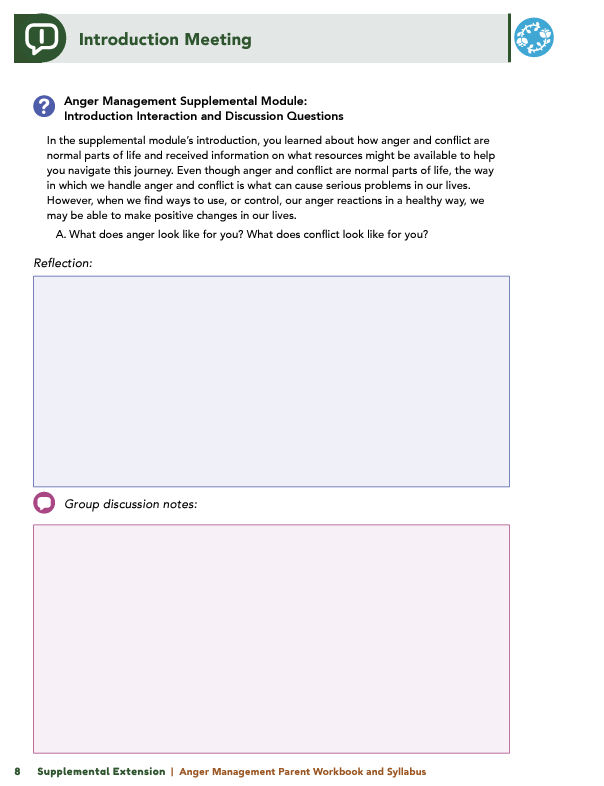 Introduction Meeting
Anger Management Supplemental Module:
Introduction Interaction and Discussion Questions
In the supplemental module's introduction, you learned about how anger and conflict are
normal parts of life and received information on what resources might be available to help
you navigate this journey. Even though anger and conflict are normal parts of life, the way
in which we handle anger and conflict is what can cause serious problems in our lives.
However, when we find ways to use, or control, our anger reactions in a healthy way, we
may be able to make positive changes in our lives.
A. What does anger look like for you? What does conflict look like for you?
Reflection:
Group discussion notes:
8 Supplemental Extension | Anger Management Parent Workbook and Syllabus